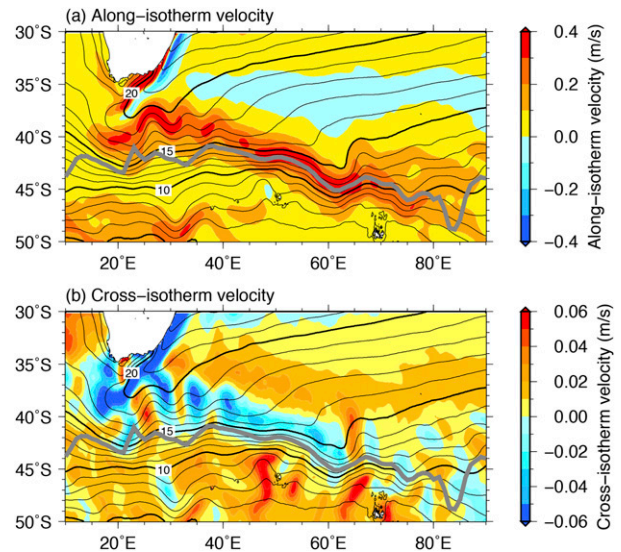 (a) Along−isotherm velocity
30°S
35°S
40°S
45°S
50°S
20
15
10
20°E 40°E 60°E 80°E
0.4
0.2
0.0
−0.2
−0.4
Along−isotherm velocity (m/s)
(b) Cross−isotherm velocity
30°S
35°S
40°S
45°S
50°S
20
15
10
20°E 40°E 60°E 80°E
0.06
0.04
0.02
0.00
−0.02
−0.04
−0.06
Cross−isotherm velocity (m/s)